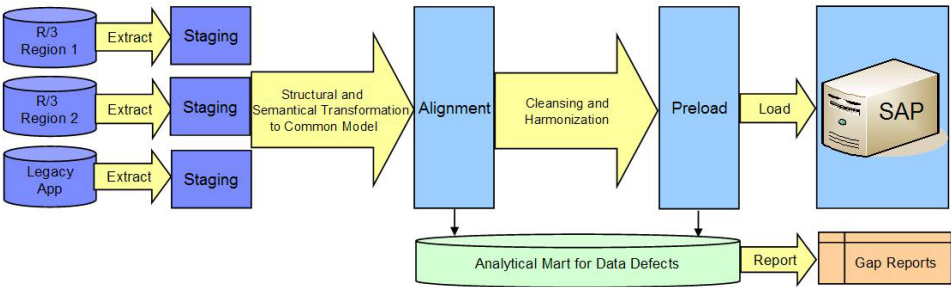 R/3
Region 1
Extract
Staging
R/3
Region 2
Extract
Staging
Legacy
App
Extract
Staging
Structural and
Semantical Transformation
to Common Model
Alignment
Cleansing and
Harmonization
Preload
Load
SAP
Analytical Mart for Data Defects
Report
Gap Reports